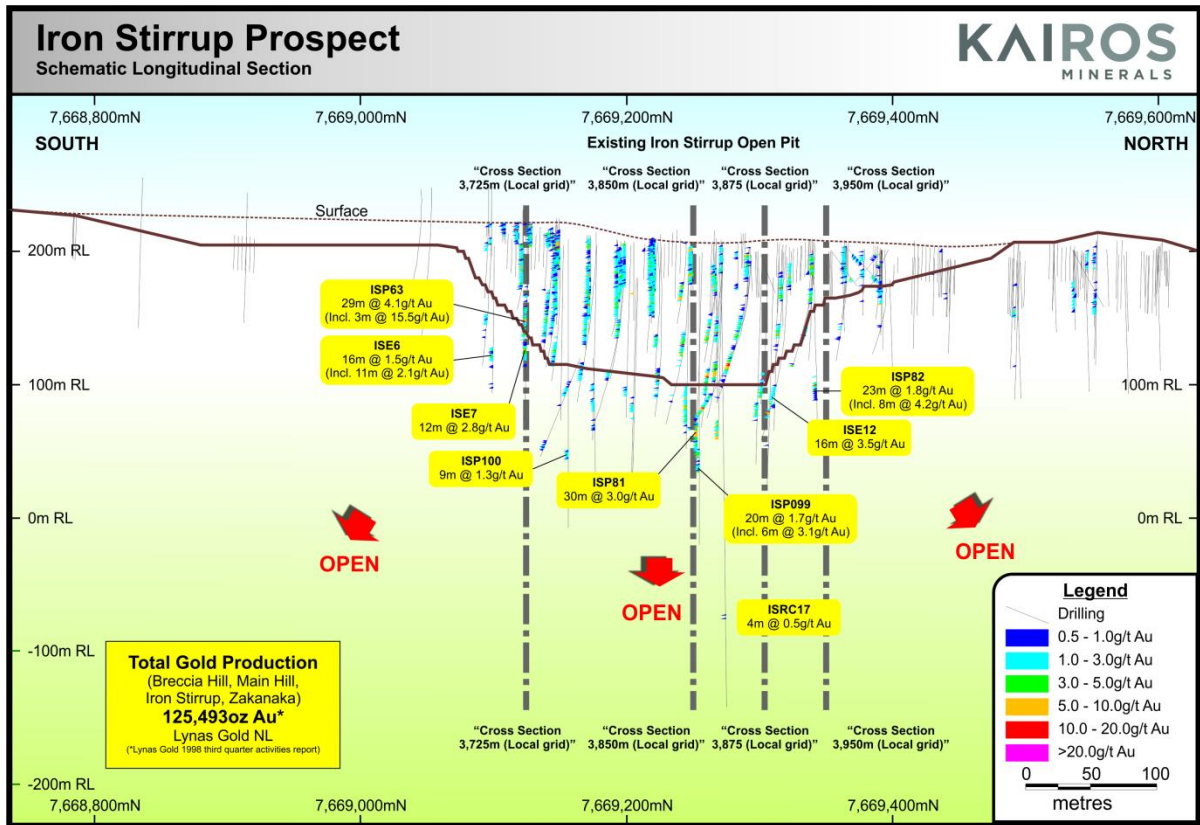 Iron Stirrup Prospect
Schematic Longitudinal Section
KAIROS
MINERALS
7,668,800mN
7,669,000mN
7,669,200mN
7,669,400mN
7,669,600mN
SOUTH
Existing Iron Stirrup Open Pit
NORTH
“Cross Section
3,725m (Local grid)”
“Cross Section
3,850m (Local grid)”
“Cross Section
3,875 (Local grid)”
“Cross Section
3,950m (Local grid)”
Surface
200m RL
200m RL
ISP63
29m @ 4.1g/t Au
(Incl. 3m @ 15.5g/t Au)
ISE6
16m @ 1.5g/t Au
(Incl. 11m @ 2.1g/t Au)
100m RL
100m RL
ISP82
23m @ 1.8g/t Au
(Incl. 8m @ 4.2g/t Au)
ISE7
12m @ 2.8g/t Au
ISE12
16m @ 3.5g/t Au
ISP100
9m @ 1.3g/t Au
ISP81
30m @ 3.0g/t Au
ISP099
20m @ 1.7g/t Au
(Incl. 6m @ 3.1g/t Au)
0m RL
0m RL
OPEN
OPEN
OPEN
ISRC17
4m @ 0.5g/t Au
-100m RL
Total Gold Production
(Breccia Hill, Main Hill,
Iron Stirrup, Zakanaka)
125,493oz Au*
Lynas Gold NL
(*Lynas Gold 1998 third quarter activities report)
“Cross Section
3,725m (Local grid)”
“Cross Section
3,850m (Local grid)”
“Cross Section
3,875 (Local grid)”
“Cross Section
3,950m (Local grid)”
-200m RL
7,668,800mN
7,669,000mN
7,669,200mN
7,669,400mN
Legend
Drilling
0.5 - 1.0g/t Au
1.0 - 3.0g/t Au
3.0 - 5.0g/t Au
5.0 - 10.0g/t Au
10.0 - 20.0g/t Au
>20.0g/t Au
0 50 100
metres